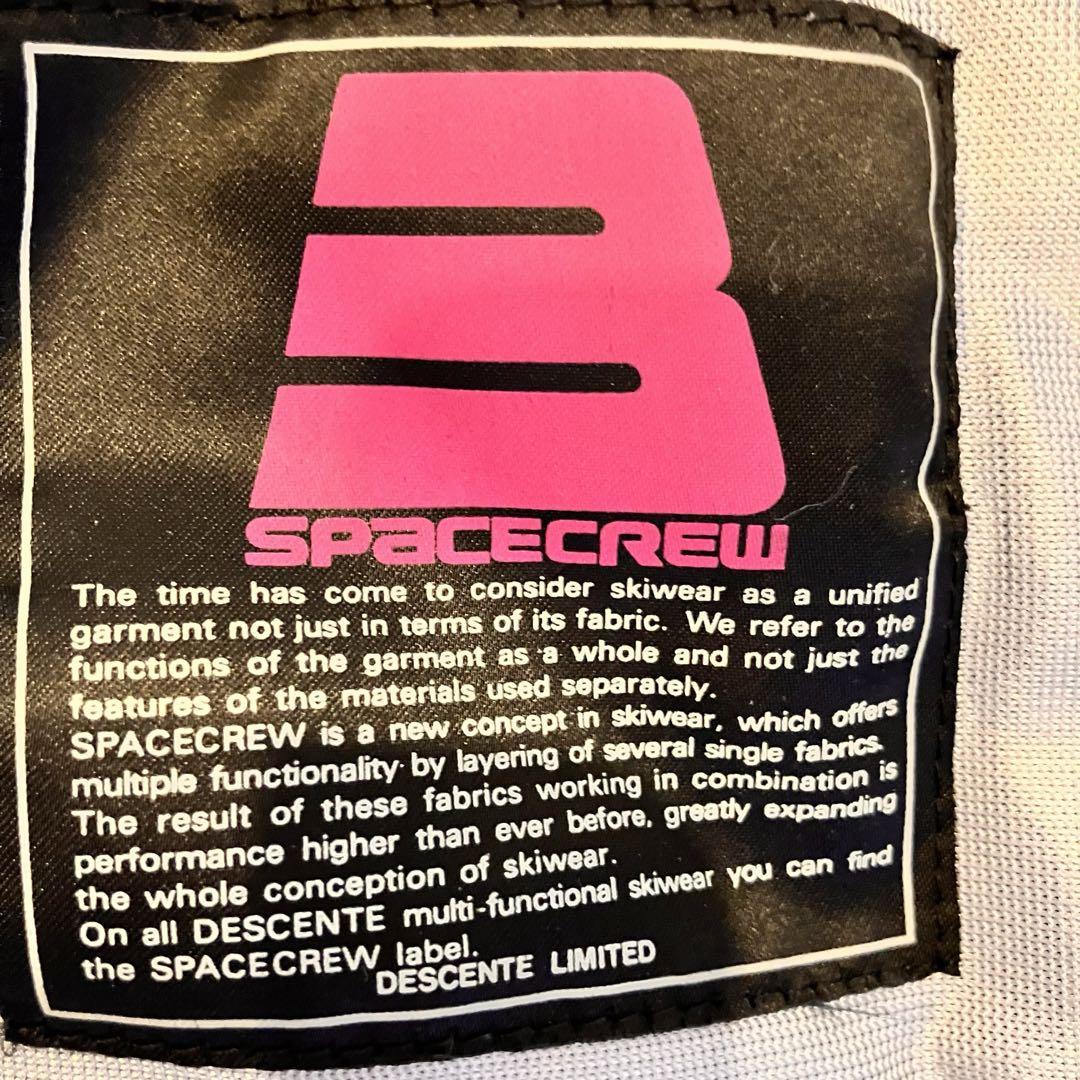 3
SPACECREW
The time has come to consider skiwear as a unified
garment not just in terms of its fabric. We refer to the
functions of the garment as a whole and not just the
features of the materials used separately.
SPACECREW is a new concept in skiwear, which offers
multiple functionality by layering of several single fabrics.
The result of these fabrics working in combination is
performance higher than ever before, greatly expanding
the whole conception of skiwear.
On all DESCENTE multi-functional skiwear you can find
the SPACECREW label.
DESCENTE LIMITED